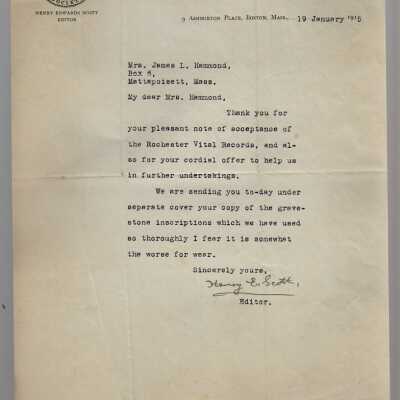 HENRY EDWARDS SCOTT
EDITOR
9 ASHBURTON PLACE, BOSTON, MASS. 19 January 1915
Mrs. James L. Hammond,
Box 6,
Mattapoisett, Mass.
My dear Mrs. Hammond,
Thank you for
your pleasant note of acceptance of
the Rochester Vital Records, and al-
so for your cordial offer to help us
in further undertakings.
We are sending you to-day under
separate cover your copy of the grave-
stone inscriptions which we have used
so thoroughly I fear it is somewhat
the worse for wear.
Sincerely yours,
Henry E. Scott.
Editor.